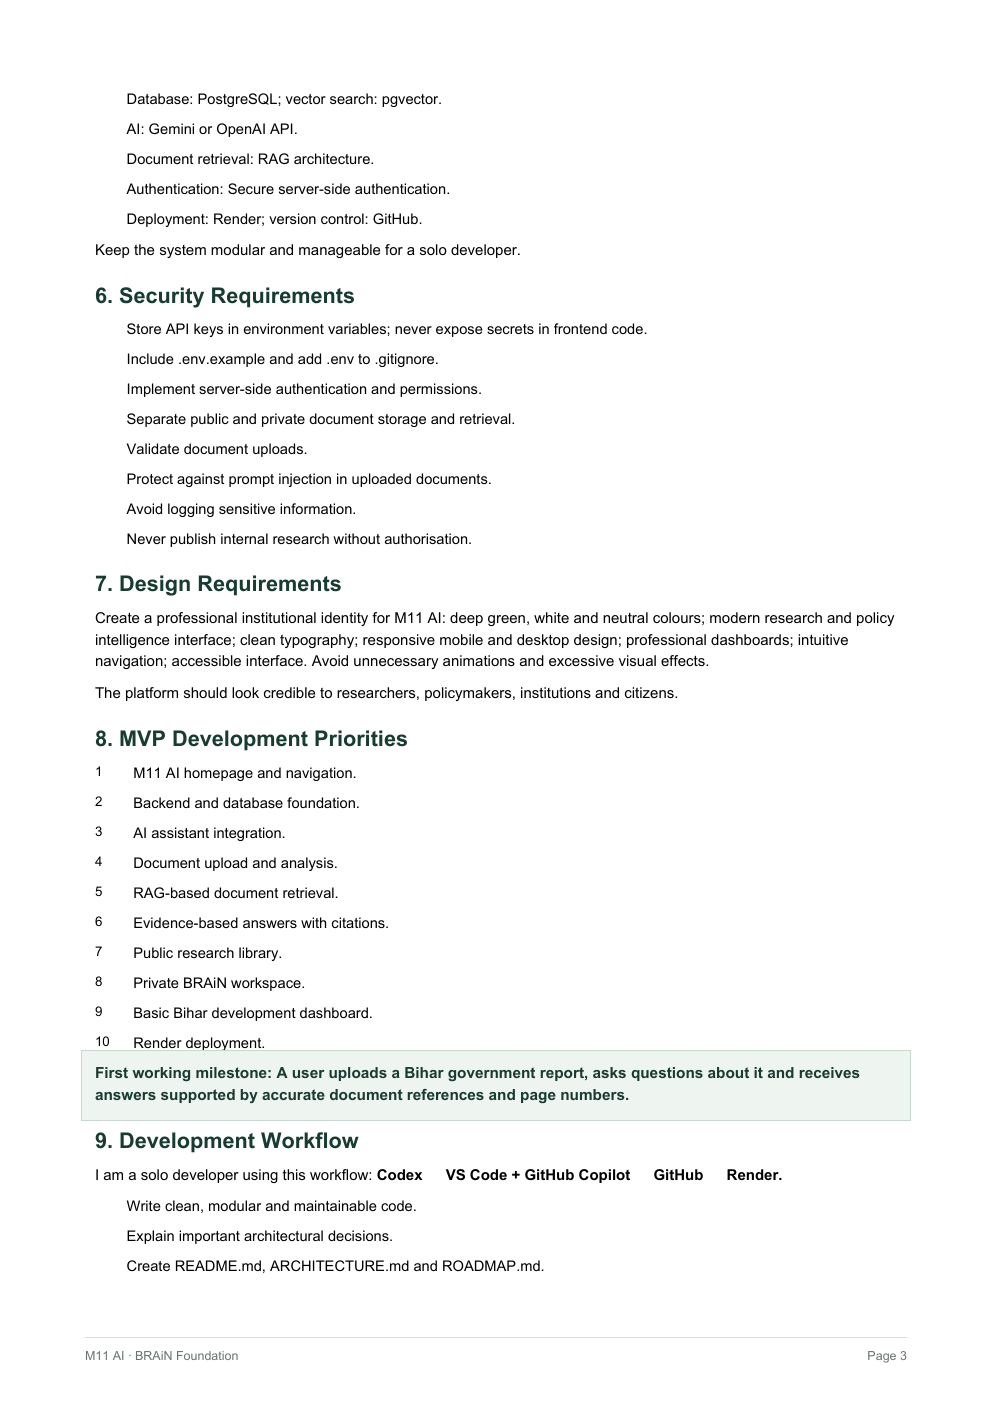 Database: PostgreSQL; vector search: pgvector.
AI: Gemini or OpenAI API.
Document retrieval: RAG architecture.
Authentication: Secure server-side authentication.
Deployment: Render; version control: GitHub.
Keep the system modular and manageable for a solo developer.
6. Security Requirements
Store API keys in environment variables; never expose secrets in frontend code.
Include .env.example and add .env to .gitignore.
Implement server-side authentication and permissions.
Separate public and private document storage and retrieval.
Validate document uploads.
Protect against prompt injection in uploaded documents.
Avoid logging sensitive information.
Never publish internal research without authorisation.
7. Design Requirements
Create a professional institutional identity for M11 AI: deep green, white and neutral colours; modern research and policy
intelligence interface; clean typography; responsive mobile and desktop design; professional dashboards; intuitive
navigation; accessible interface. Avoid unnecessary animations and excessive visual effects.
The platform should look credible to researchers, policymakers, institutions and citizens.
8. MVP Development Priorities
1 M11 AI homepage and navigation.
2 Backend and database foundation.
3 AI assistant integration.
4 Document upload and analysis.
5 RAG-based document retrieval.
6 Evidence-based answers with citations.
7 Public research library.
8 Private BRAiN workspace.
9 Basic Bihar development dashboard.
10 Render deployment.
First working milestone: A user uploads a Bihar government report, asks questions about it and receives
answers supported by accurate document references and page numbers.
9. Development Workflow
I am a solo developer using this workflow: Codex VS Code + GitHub Copilot GitHub Render.
Write clean, modular and maintainable code.
Explain important architectural decisions.
Create README.md, ARCHITECTURE.md and ROADMAP.md.
M11 AI · BRAiN Foundation
Page 3